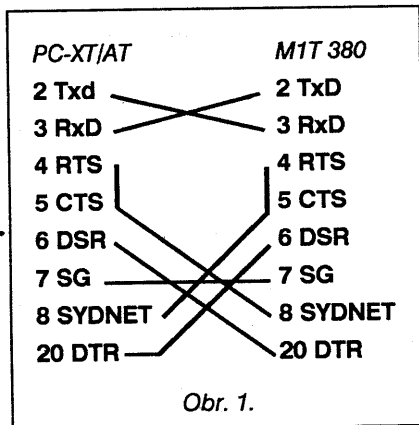 PC-XT/AT M1T 380
2 Txd 2 TxD
3 RxD 3 RxD
4 RTS 4 RTS
5 CTS 5 CTS
6 DSR 6 DSR
7 SG 7 SG
8 SYDNET 8 SYDNET
20 DTR 20 DTR
Obr. 1.